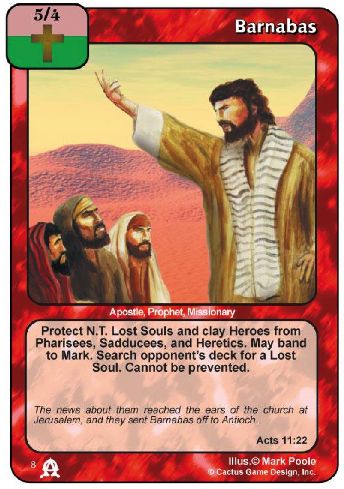 5/4
Barnabas
Apostle, Prophet, Missionary
Protect N.T. Lost Souls and clay Heroes from
Pharisees, Sadducees, and Heretics. May band
to Mark. Search opponent's deck for a Lost
Soul. Cannot be prevented.
The news about them reached the ears of the church at
Jerusalem, and they sent Barnabas off to Antioch.
Acts 11:22
8
Illus.© Mark Poole
© Cactus Game Design, Inc.